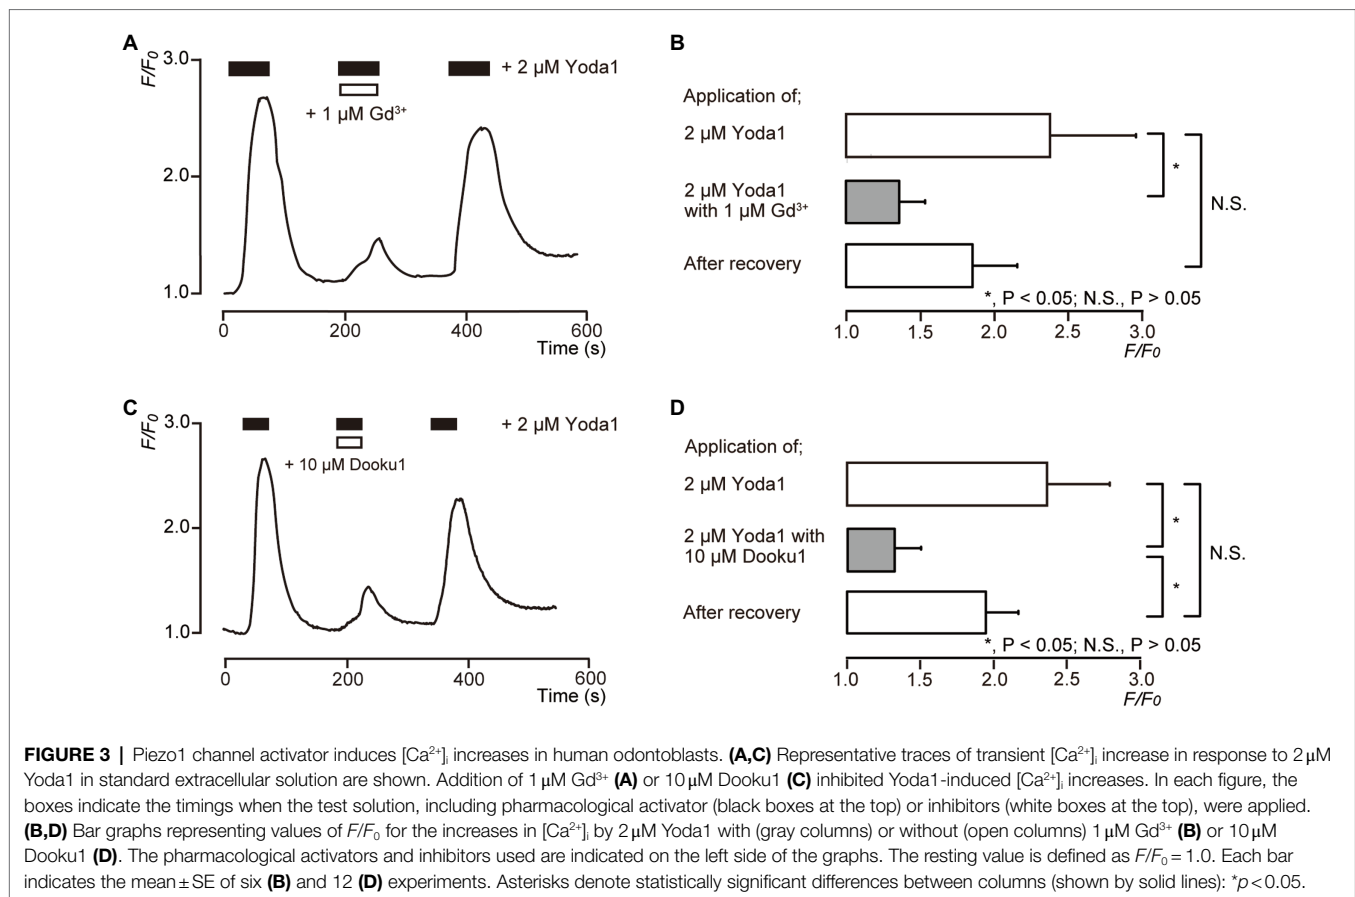 A
F/F0
3.0
+ 2 µM Yoda1
+ 1 µM Gd³⁺
2.0
1.0
0
200
400
600
Time (s)
B
Application of;
2 µM Yoda1
2 µM Yoda1
with 1 µM Gd³⁺
After recovery
*
N.S.
*, P < 0.05; N.S., P > 0.05
1.0
1.5
2.0
2.5
3.0
F/F0
C
F/F0
3.0
+ 2 µM Yoda1
+ 10 µM Dooku1
2.0
1.0
0
200
400
600
Time (s)
D
Application of;
2 µM Yoda1
2 µM Yoda1 with
10 µM Dooku1
After recovery
*
*
N.S.
*, P < 0.05; N.S., P > 0.05
1.0
1.5
2.0
2.5
3.0
F/F0
FIGURE 3 | Piezo1 channel activator induces [Ca²⁺]ᵢ increases in human odontoblasts. (A,C) Representative traces of transient [Ca²⁺]ᵢ increase in response to 2 µM
Yoda1 in standard extracellular solution are shown. Addition of 1 µM Gd³⁺ (A) or 10 µM Dooku1 (C) inhibited Yoda1-induced [Ca²⁺]ᵢ increases. In each figure, the
boxes indicate the timings when the test solution, including pharmacological activator (black boxes at the top) or inhibitors (white boxes at the top), were applied.
(B,D) Bar graphs representing values of F/F₀ for the increases in [Ca²⁺]ᵢ by 2 µM Yoda1 with (gray columns) or without (open columns) 1 µM Gd³⁺ (B) or 10 µM
Dooku1 (D). The pharmacological activators and inhibitors used are indicated on the left side of the graphs. The resting value is defined as F/F₀ = 1.0. Each bar
indicates the mean ± SE of six (B) and 12 (D) experiments. Asterisks denote statistically significant differences between columns (shown by solid lines): *p < 0.05.